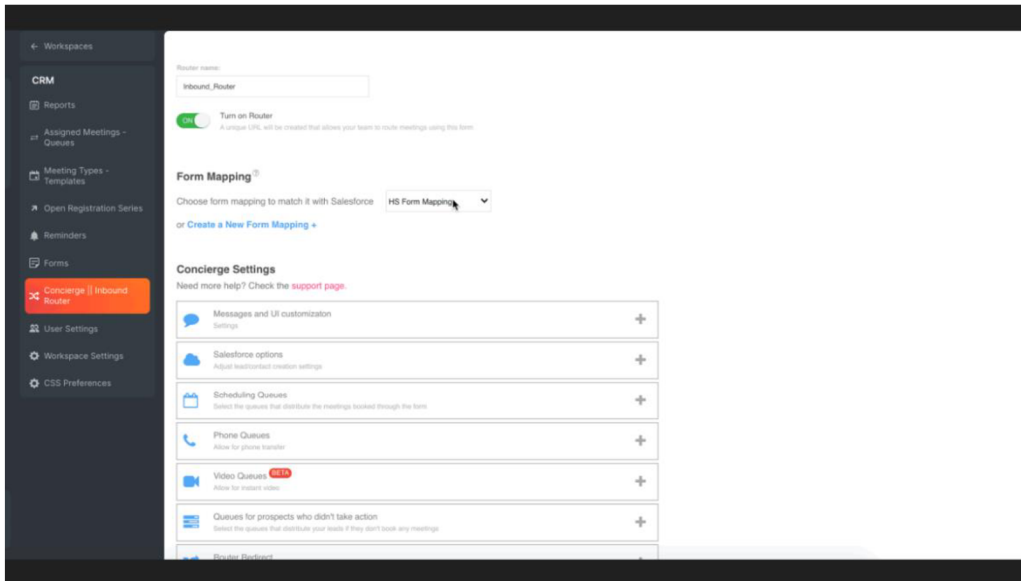 ← Workspaces
CRM
Reports
Assigned Meetings -
Queues
Meeting Types -
Templates
Open Registration Series
Reminders
Forms
Concierge || Inbound
Router
User Settings
Workspace Settings
CSS Preferences
Router name:
Inbound_Router
ON
Turn on Router
A unique URL will be created that allows your team to route meetings using this form
Form Mapping ?
Choose form mapping to match it with Salesforce HS Form Mapping
or Create a New Form Mapping +
Concierge Settings
Need more help? Check the support page.
Messages and UI customizaton
Settings
Salesforce options
Adjust lead/contact creation settings
Scheduling Queues
Select the queues that distribute the meetings booked through the form
Phone Queues
Allow for phone transfer
Video Queues BETA
Allow for instant video
Queues for prospects who didn't take action
Select the queues that distribute your leads if they don't book any meetings
Router Redirect